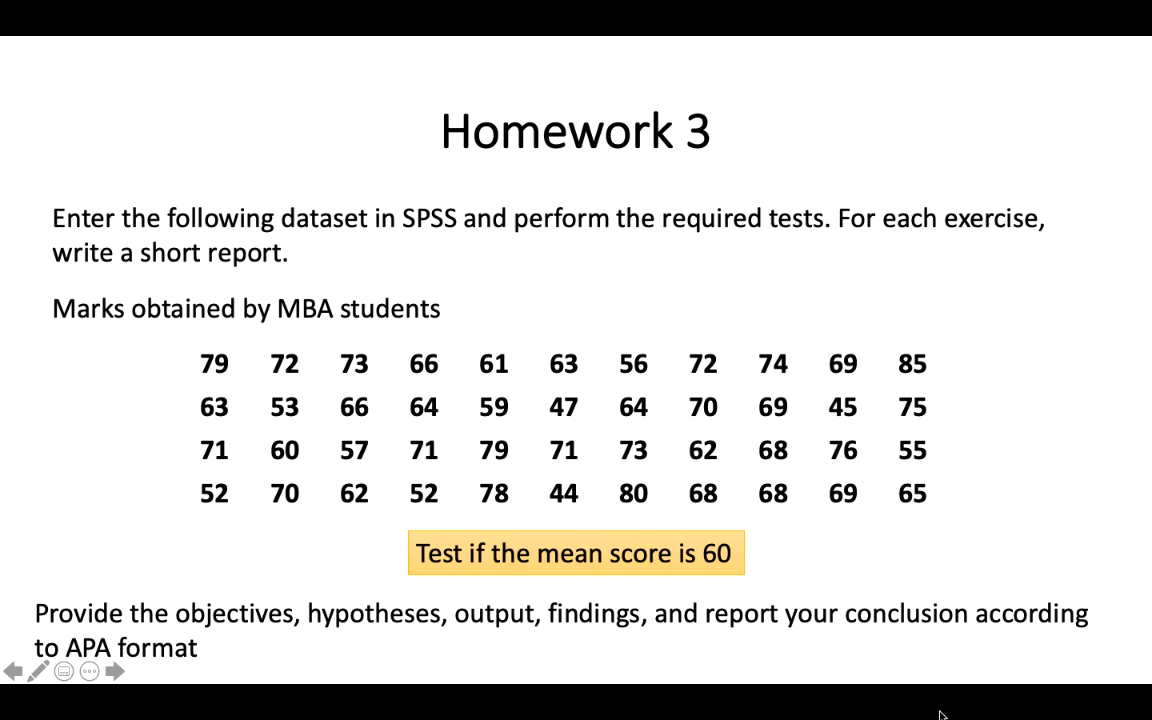 Homework 3
Enter the following dataset in SPSS and perform the required tests. For each exercise,
write a short report.
Marks obtained by MBA students
79 72 73 66 61 63 56 72 74 69 85
63 53 66 64 59 47 64 70 69 45 75
71 60 57 71 79 71 73 62 68 76 55
52 70 62 52 78 44 80 68 68 69 65
Test if the mean score is 60
Provide the objectives, hypotheses, output, findings, and report your conclusion according
to APA format